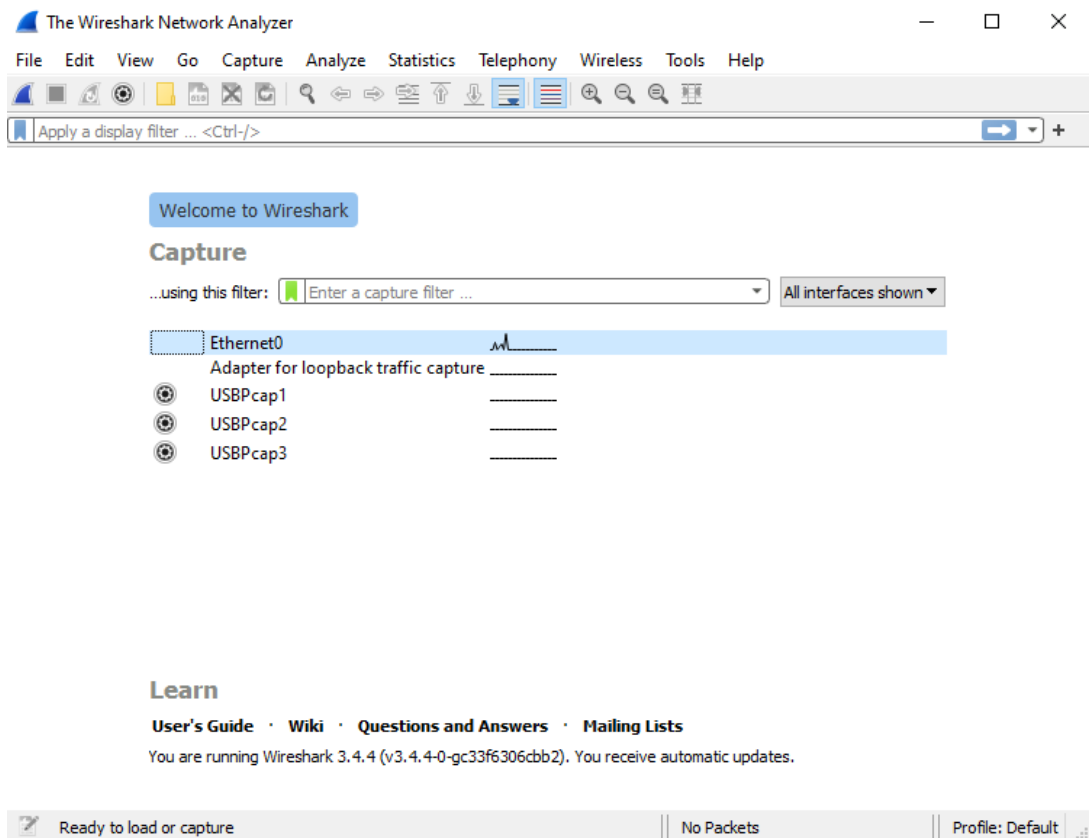 The Wireshark Network Analyzer
File Edit View Go Capture Analyze Statistics Telephony Wireless Tools Help
Apply a display filter ... <Ctrl-/>
+
Welcome to Wireshark
Capture
...using this filter: Enter a capture filter ... All interfaces shown
Ethernet0
Adapter for loopback traffic capture
USBPcap1
USBPcap2
USBPcap3
Learn
User's Guide · Wiki · Questions and Answers · Mailing Lists
You are running Wireshark 3.4.4 (v3.4.4-0-gc33f6306cbb2). You receive automatic updates.
Ready to load or capture No Packets Profile: Default